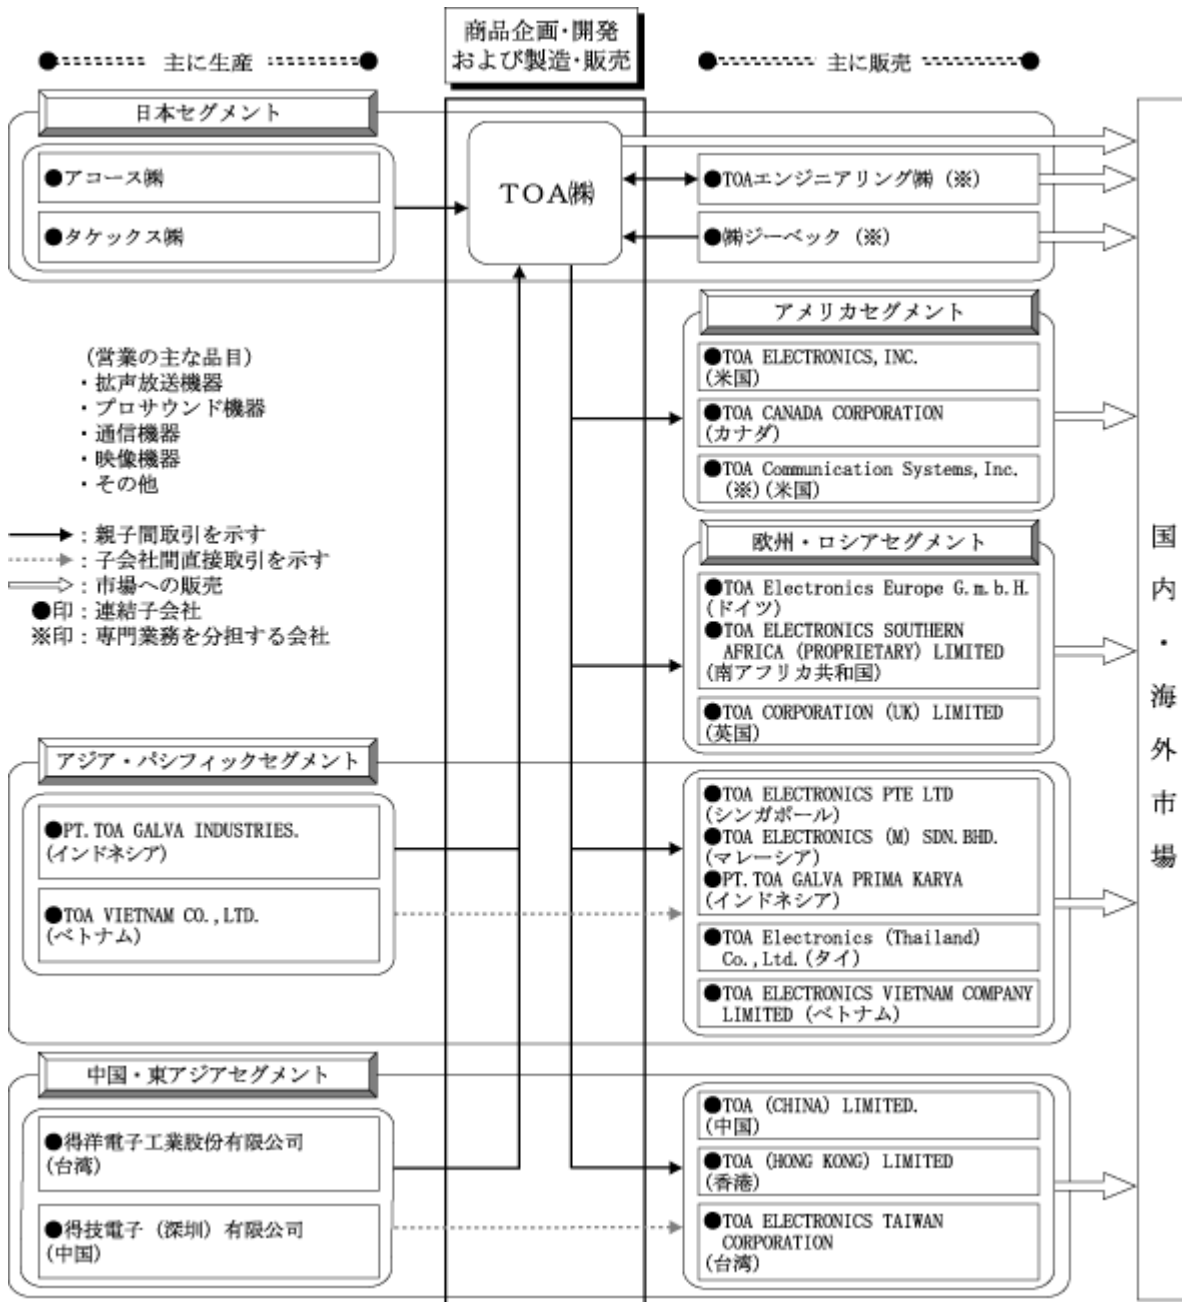 商品企画・開発
および製造・販売
主に生産
主に販売
日本セグメント
●アコース㈱
●タケックス㈱
TOA㈱
●TOAエンジニアリング㈱（※）
●㈱ジーベック（※）
アメリカセグメント
●TOA ELECTRONICS, INC.
(米国)
●TOA CANADA CORPORATION
(カナダ)
●TOA Communication Systems, Inc.
(※)(米国)
(営業の主な品目)
・拡声放送機器
・プロサウンド機器
・通信機器
・映像機器
・その他
：親子間取引を示す
：子会社間直接取引を示す
：市場への販売
●印：連結子会社
※印：専門業務を分担する会社
欧州・ロシアセグメント
●TOA Electronics Europe G.m.b.H.
(ドイツ)
●TOA ELECTRONICS SOUTHERN
AFRICA (PROPRIETARY) LIMITED
(南アフリカ共和国)
●TOA CORPORATION (UK) LIMITED
(英国)
アジア・パシフィックセグメント
●PT. TOA GALVA INDUSTRIES.
(インドネシア)
●TOA VIETNAM CO., LTD.
(ベトナム)
●TOA ELECTRONICS PTE LTD
(シンガポール)
●TOA ELECTRONICS (M) SDN. BHD.
(マレーシア)
●PT. TOA GALVA PRIMA KARYA
(インドネシア)
●TOA Electronics (Thailand)
Co., Ltd. (タイ)
●TOA ELECTRONICS VIETNAM COMPANY
LIMITED (ベトナム)
中国・東アジアセグメント
●得洋電子工業股份有限公司
(台湾)
●得技電子（深圳）有限公司
(中国)
●TOA (CHINA) LIMITED.
(中国)
●TOA (HONG KONG) LIMITED
(香港)
●TOA ELECTRONICS TAIWAN
CORPORATION
(台湾)
国内・海外市場